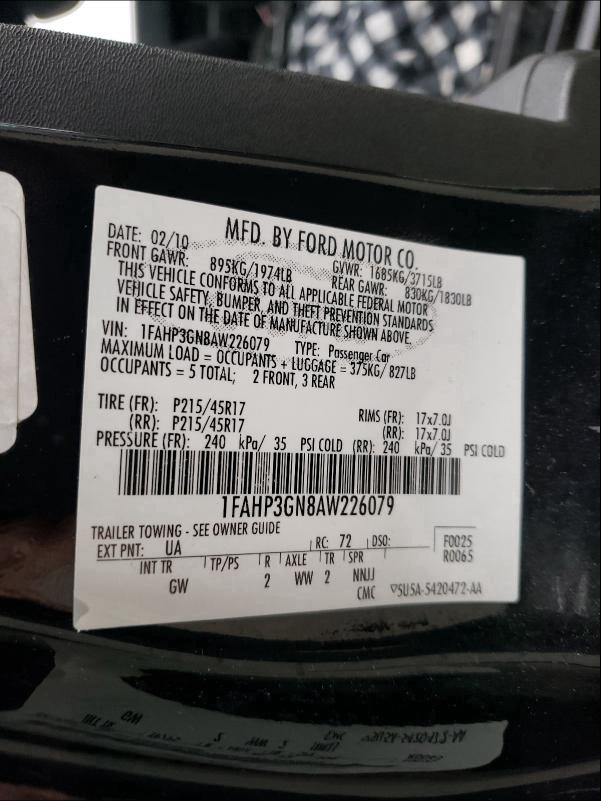 MFD. BY FORD MOTOR CO.
DATE: 02/10 GVWR: 1685KG/3715LB
FRONT GAWR: 895KG/1974LB REAR GAWR: 830KG/1830LB
THIS VEHICLE CONFORMS TO ALL APPLICABLE FEDERAL MOTOR
VEHICLE SAFETY, BUMPER, AND THEFT PREVENTION STANDARDS
IN EFFECT ON THE DATE OF MANUFACTURE SHOWN ABOVE.
VIN: 1FAHP3GN8AW226079 TYPE: Passenger Car
MAXIMUM LOAD = OCCUPANTS + LUGGAGE = 375KG/ 827LB
OCCUPANTS = 5 TOTAL; 2 FRONT, 3 REAR
TIRE (FR): P215/45R17 RIMS (FR): 17x7.0J
(RR): P215/45R17 (RR): 17x7.0J
PRESSURE (FR): 240 kPa/ 35 PSI COLD (RR): 240 kPa/ 35 PSI COLD
1FAHP3GN8AW226079
TRAILER TOWING - SEE OWNER GUIDE
EXT PNT: UA RC: 72 DSO: F0025
R0065
INT TR TP/PS R AXLE TR SPR
GW 2 WW 2 NNJJ
CMC ▽5U5A-5420472-AA